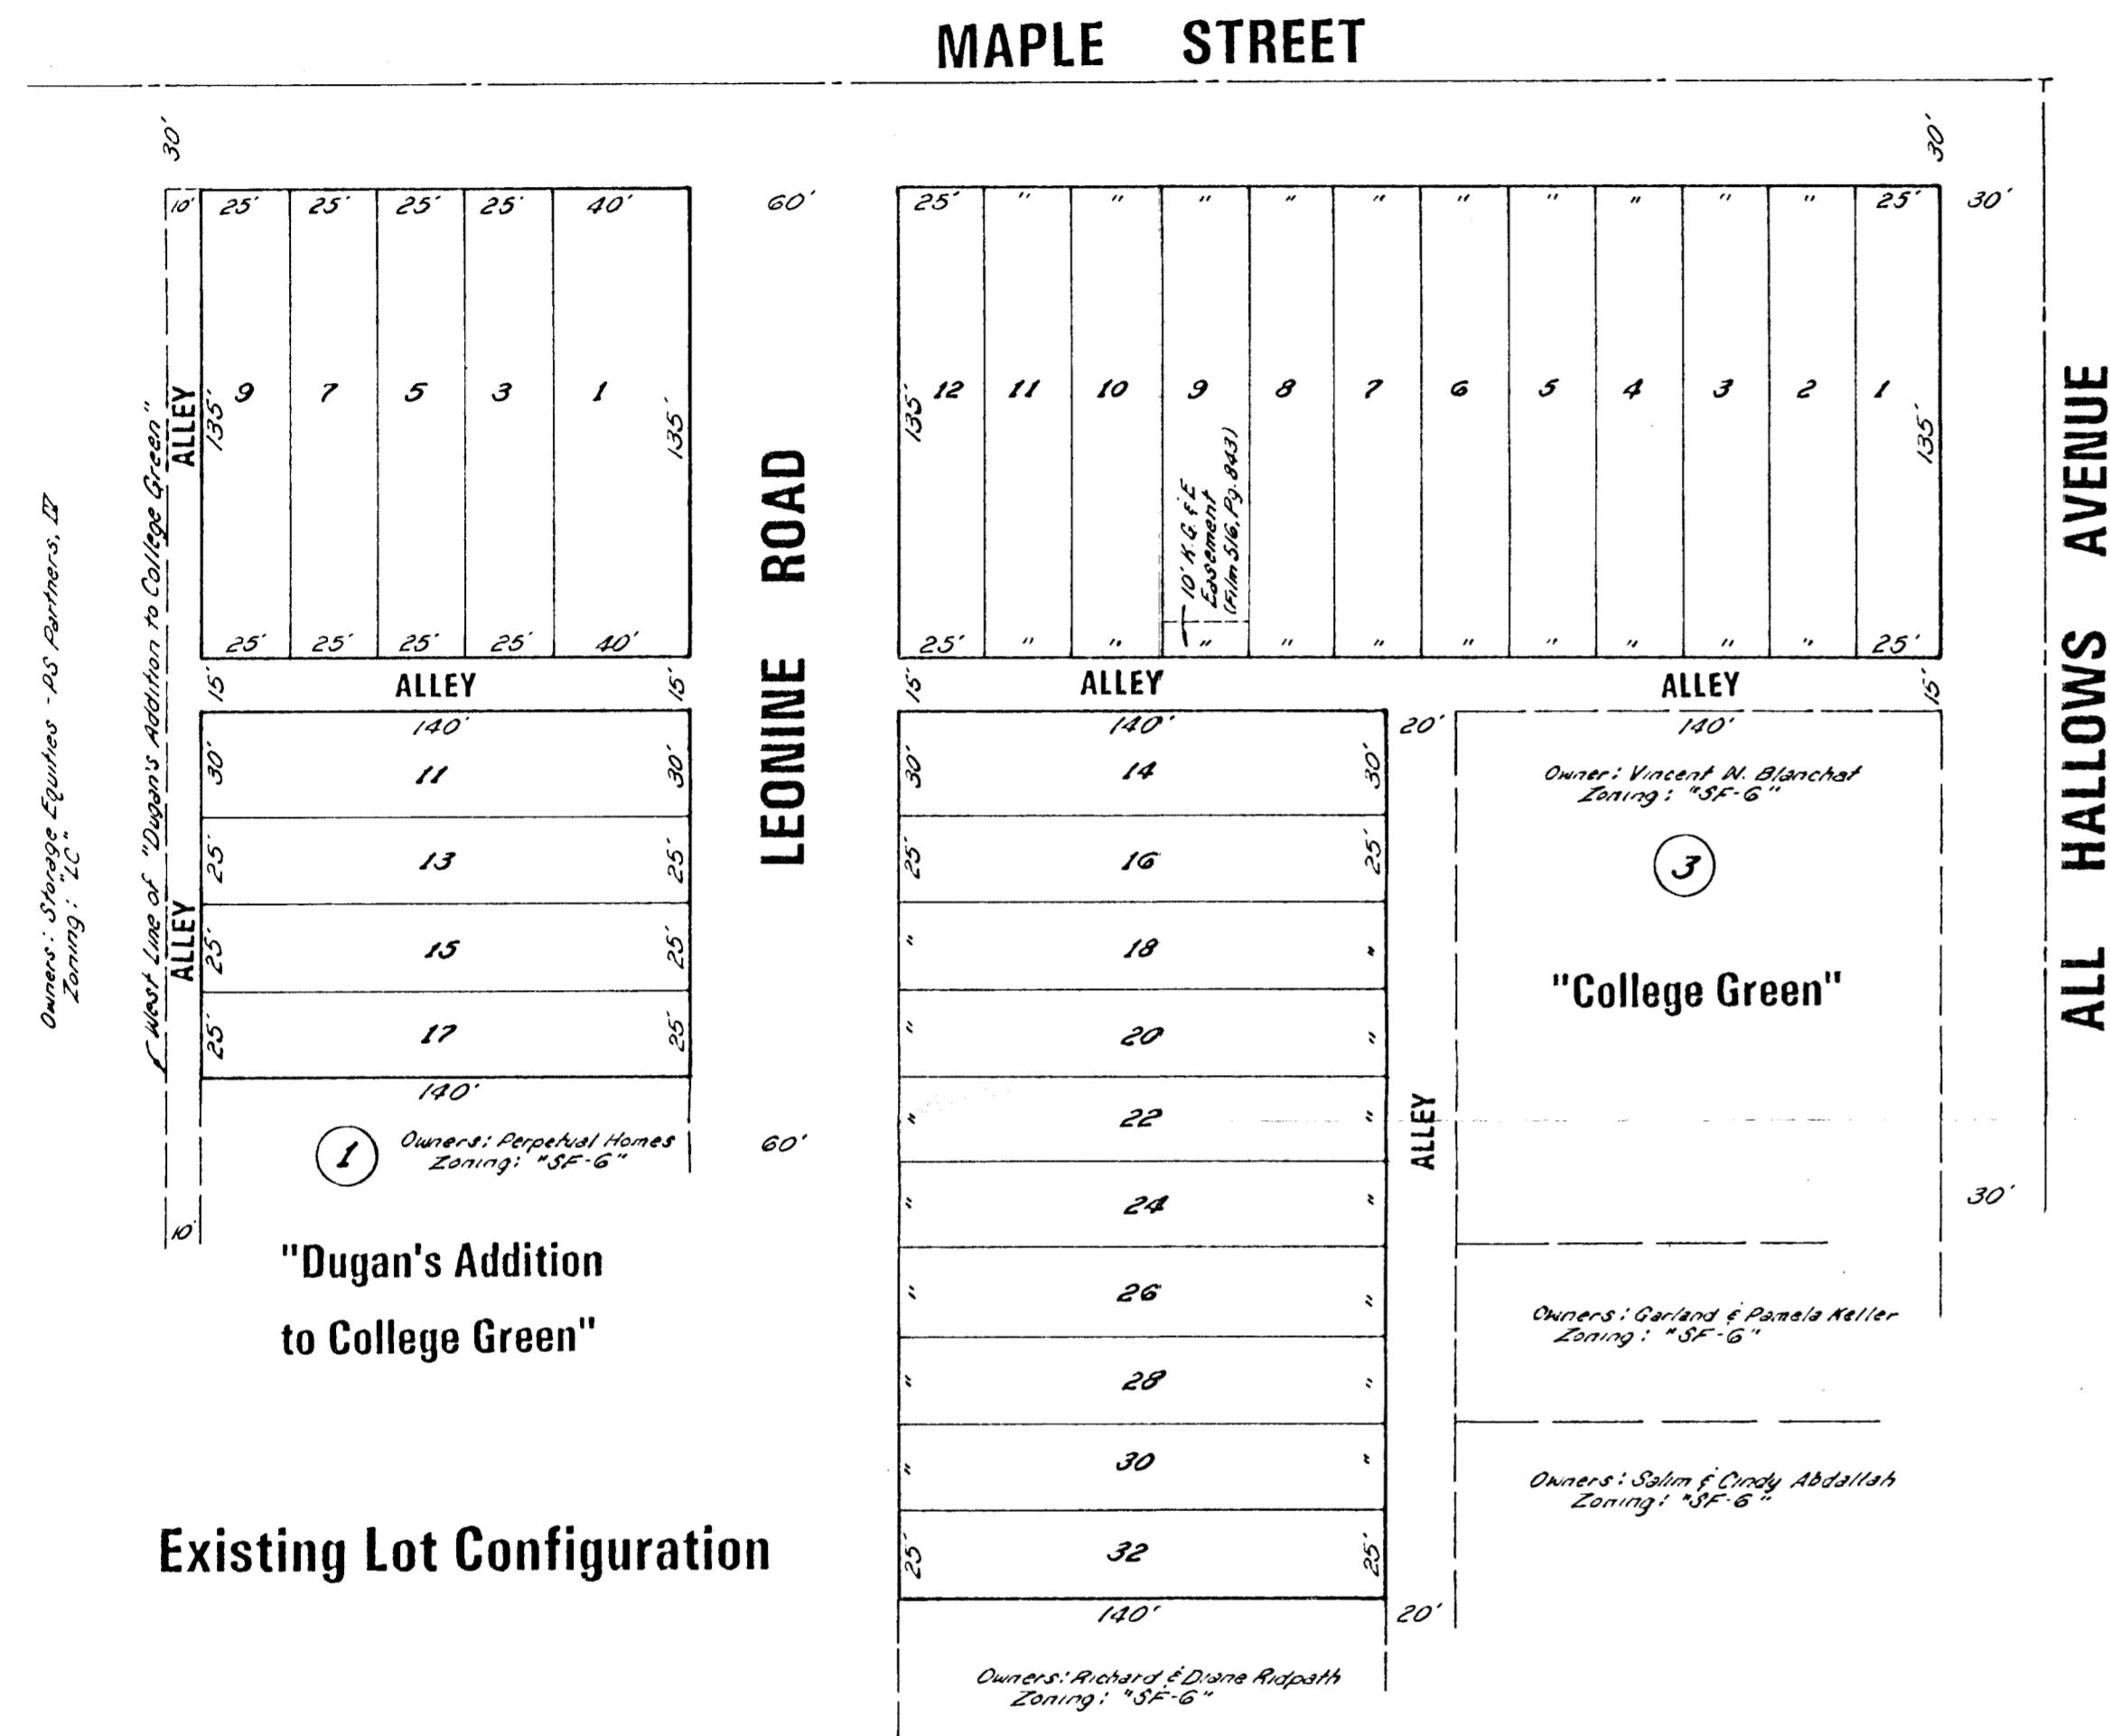 MAPLE STREET
30'
30'
10' 25' 25' 25' 25' 40'
60'
25' " " " " " " " " " " 25'
30'
ALLEY
135'
9 7 5 3 1
135'
LEONINE ROAD
135'
12 11 10 9 8 7 6 5 4 3 2 1
135'
ALL HALLOWS AVENUE
10' K.G. & E
Easement
(Film 516, Pg. 843)
Owners: Storage Equities - PS Partners, IV
Zoning: "LC"
West Line of "Dugan's Addition to College Green"
25' 25' 25' 25' 40'
25' " " " " " " " " " " 25'
15' ALLEY 15'
15' ALLEY ALLEY 15'
140'
30' 11 30'
25' 13 25'
ALLEY
25' 15 25'
25' 17 25'
140'
1
Owners: Perpetual Homes
Zoning: "SF-6"
60'
10'
"Dugan's Addition
to College Green"
Existing Lot Configuration
140'
30' 14 30'
25' 16 25'
" 18 "
" 20 "
" 22 "
" 24 "
" 26 "
" 28 "
" 30 "
25' 32 25'
140'
20'
ALLEY
20'
Owners: Richard & Diane Ridpath
Zoning: "SF-6"
140'
Owner: Vincent W. Blanchat
Zoning: "SF-6"
3
"College Green"
30'
Owners: Garland & Pamela Keller
Zoning: "SF-6"
Owners: Salim & Cindy Abdallah
Zoning: "SF-6"